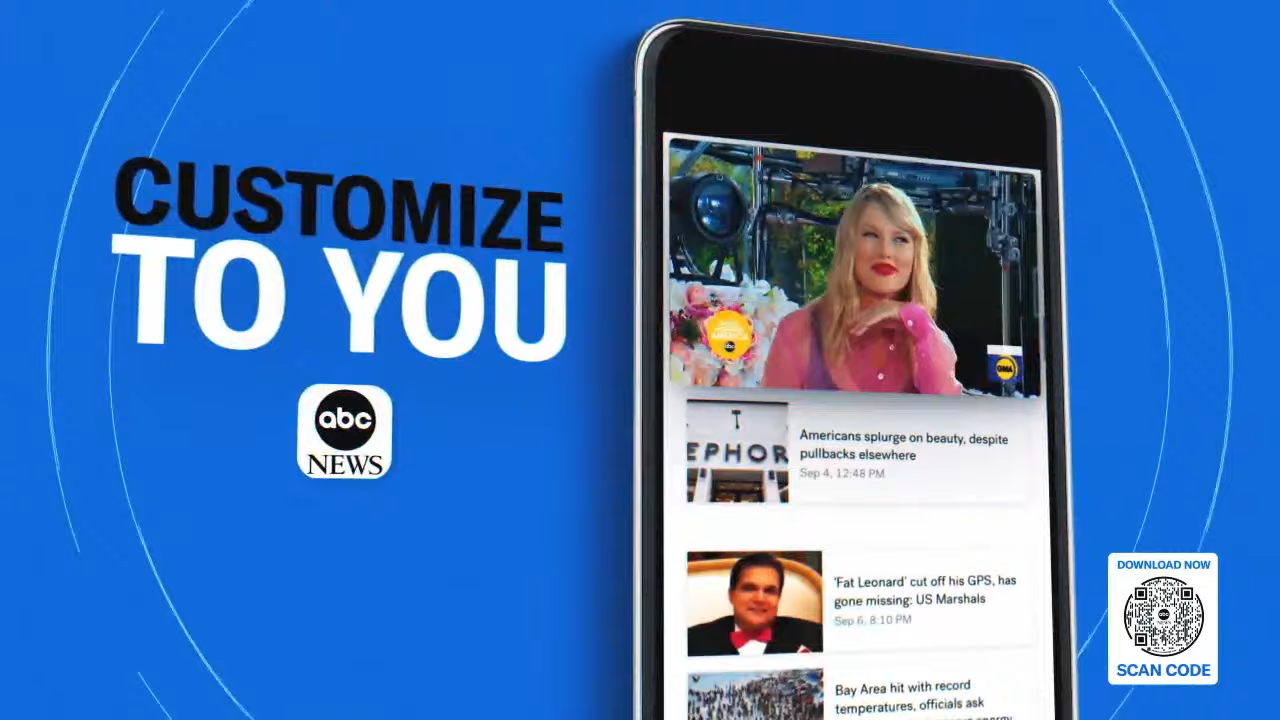 CUSTOMIZE
TO YOU
abc
NEWS
GMA
EPHOR
Americans splurge on beauty, despite
pullbacks elsewhere
Sep 4, 12:48 PM
'Fat Leonard' cut off his GPS, has
gone missing: US Marshals
Sep 6, 8:10 PM
Bay Area hit with record
temperatures, officials ask
DOWNLOAD NOW
abc
SCAN CODE